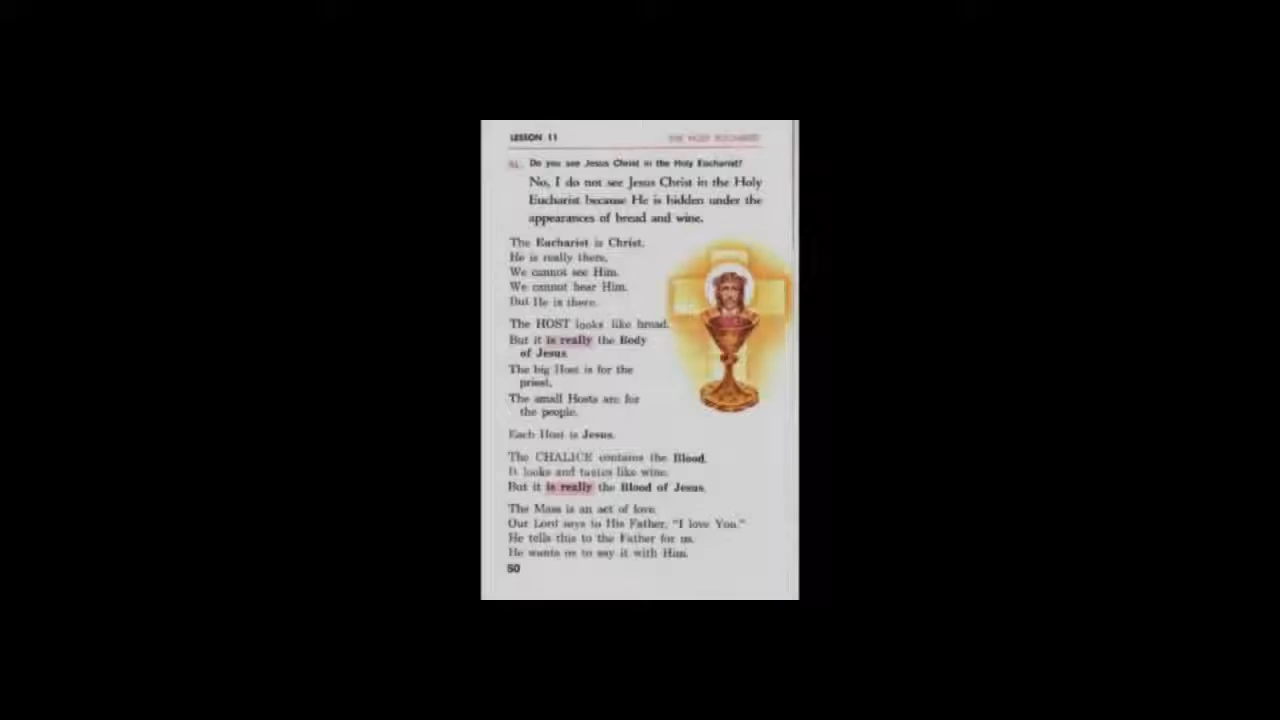 LESSON 11
THE HOLY EUCHARIST
Do you see Jesus Christ in the Holy Eucharist?
No, I do not see Jesus Christ in the Holy
Eucharist because He is hidden under the
appearances of bread and wine.
The Eucharist is Christ.
He is really there.
We cannot see Him.
We cannot hear Him.
But He is there.
The HOST looks like bread.
But it is really the Body
of Jesus.
The big Host is for the
priest.
The small Hosts are for
the people.
Each Host is Jesus.
The CHALICE contains the Blood.
It looks and tastes like wine.
But it is really the Blood of Jesus.
The Mass is an act of love.
Our Lord says to His Father, "I love You."
He tells this to the Father for us.
He wants us to say it with Him.
50